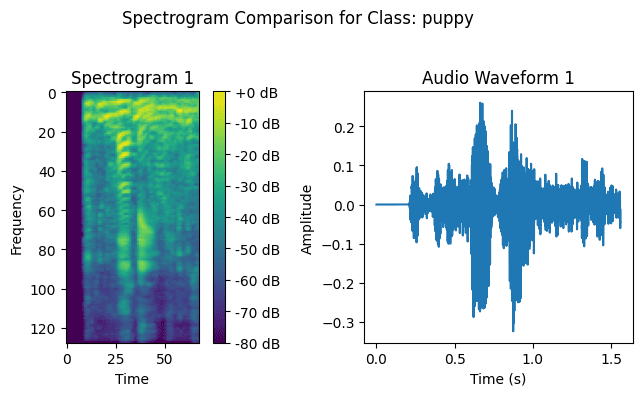 Spectrogram Comparison for Class: puppy
Spectrogram 1
Audio Waveform 1
0
20
40
60
80
100
120
Frequency
0
25
50
Time
+0 dB
-10 dB
-20 dB
-30 dB
-40 dB
-50 dB
-60 dB
-70 dB
-80 dB
0.2
0.1
0.0
−0.1
−0.2
−0.3
Amplitude
0.0
0.5
1.0
1.5
Time (s)